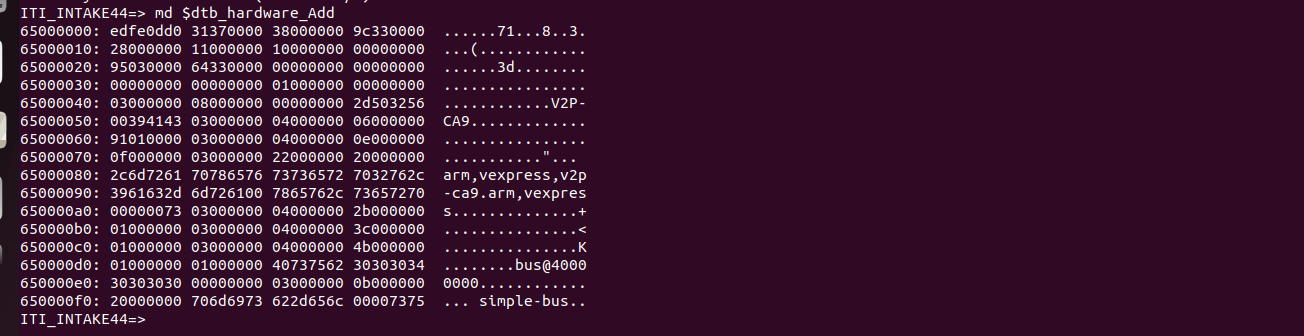 ITI_INTAKE44=> md $dtb_hardware_Add
65000000: edfe0dd0 31370000 38000000 9c330000  ......71...8..3.
65000010: 28000000 11000000 10000000 00000000  ...(............
65000020: 95030000 64330000 00000000 00000000  ......3d........
65000030: 00000000 00000000 01000000 00000000  ................
65000040: 03000000 08000000 00000000 2d503256  ............V2P-
65000050: 00394143 03000000 04000000 06000000  CA9.............
65000060: 91010000 03000000 04000000 0e000000  ................
65000070: 0f000000 03000000 22000000 20000000  ..........."...
65000080: 2c6d7261 70786576 73736572 7032762c  arm,vexpress,v2p
65000090: 3961632d 6d726100 7865762c 73657270  -ca9.arm,vexpres
650000a0: 00000073 03000000 04000000 2b000000  s..............+
650000b0: 01000000 03000000 04000000 3c000000  ...............<
650000c0: 01000000 03000000 04000000 4b000000  ...............K
650000d0: 01000000 01000000 40737562 30303034  ........bus@4000
650000e0: 30303030 00000000 03000000 0b000000  0000............
650000f0: 20000000 706d6973 622d656c 00007375  ... simple-bus..
ITI_INTAKE44=>